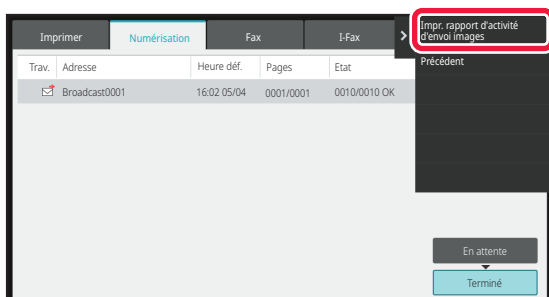 Imprimer Numérisation Fax I-Fax
Impr. rapport d'activité
d'envoi images
Précédent
Trav. Adresse Heure déf. Pages Etat
Broadcast0001 16:02 05/04 0001/0001 0010/0010 OK
En attente
Terminé